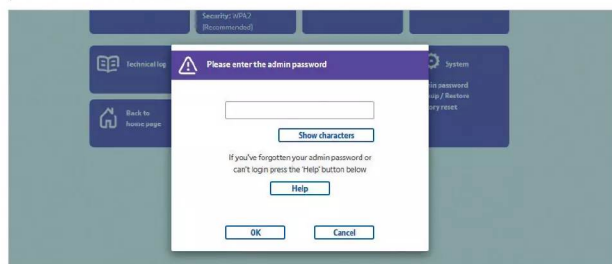 Security: WPA2
(Recommended)
Technical log
Please enter the admin password
System
in password
up / Restore
ory reset
Back to
home page
Show characters
If you've forgotten your admin password or
can't login press the 'Help' button below
Help
OK
Cancel